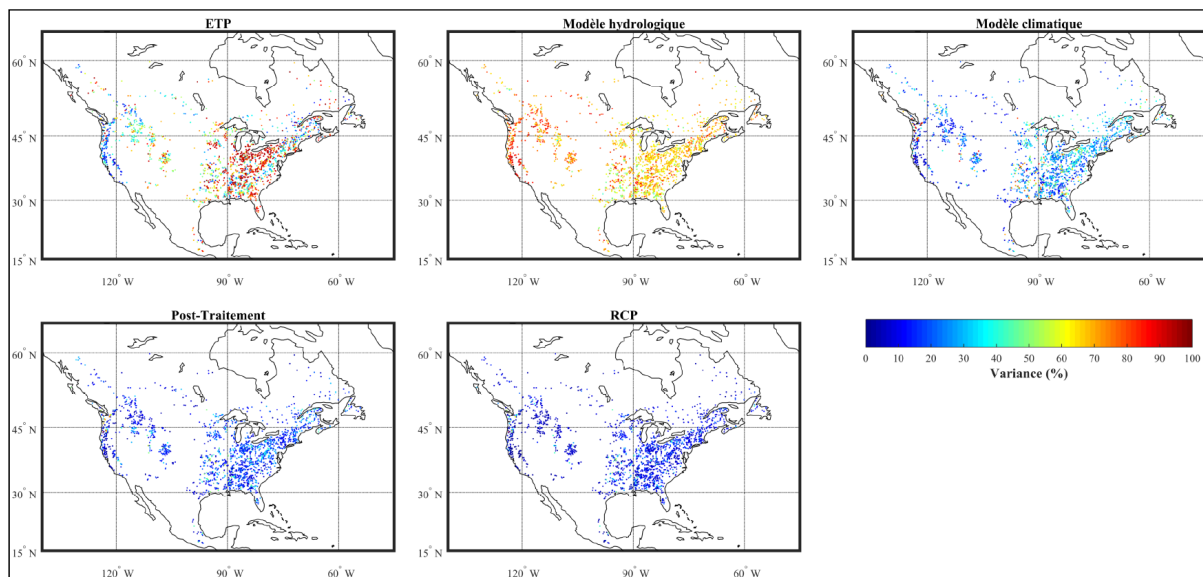 ETP
Modèle hydrologique
Modèle climatique
60° N
45° N
30° N
15° N
120° W
90° W
60° W
60° N
45° N
30° N
15° N
120° W
90° W
60° W
60° N
45° N
30° N
15° N
120° W
90° W
60° W
Post-Traitement
RCP
60° N
45° N
30° N
15° N
120° W
90° W
60° W
60° N
45° N
30° N
15° N
120° W
90° W
60° W
0 10 20 30 40 50 60 70 80 90 100
Variance (%)